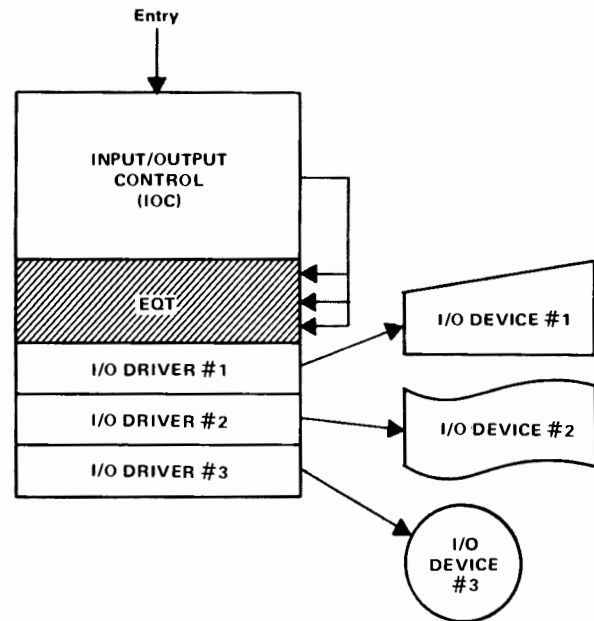 Entry
INPUT/OUTPUT
CONTROL
(IOC)
EQT
I/O DRIVER #1
I/O DRIVER #2
I/O DRIVER #3
I/O DEVICE #1
I/O DEVICE #2
I/O
DEVICE
#3